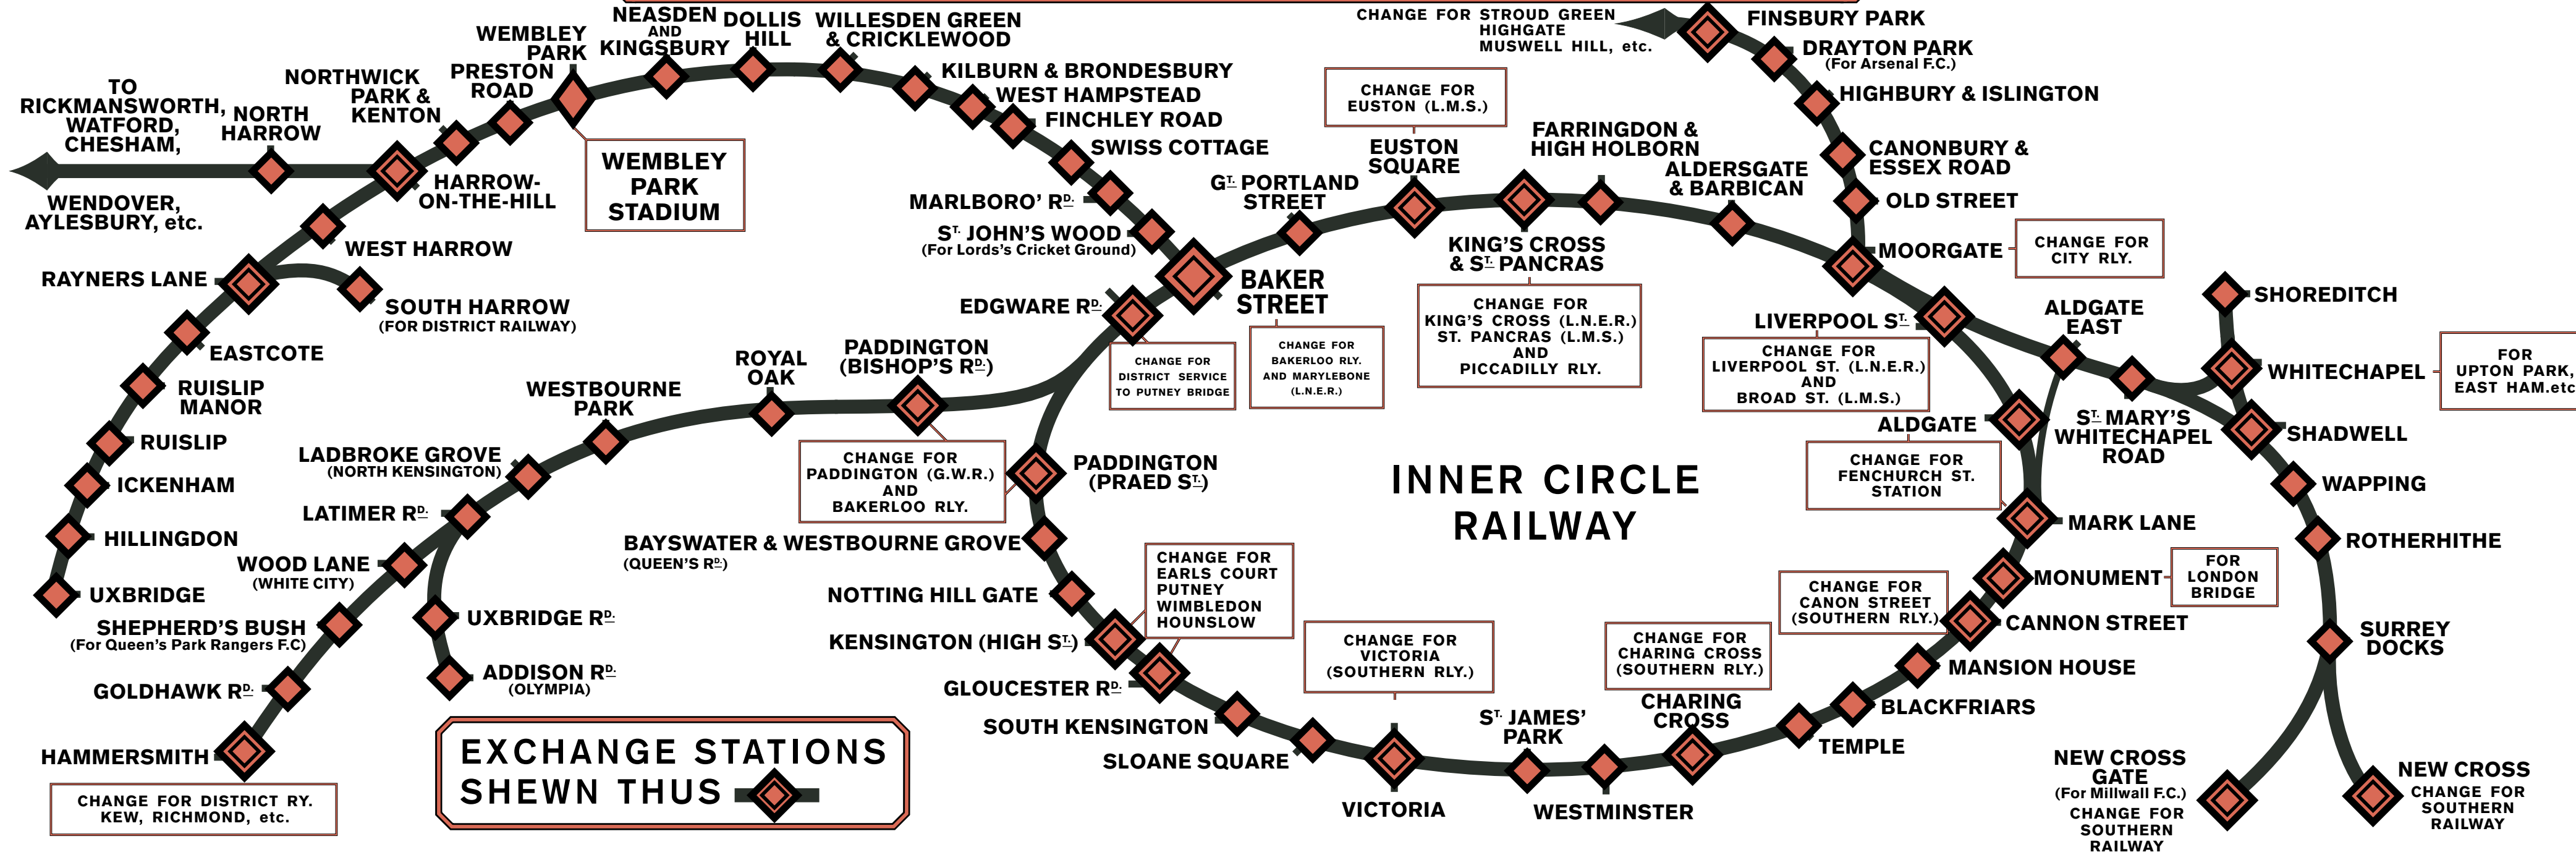 TO
RICKMANSWORTH,
WATFORD,
CHESHAM,
WENDOVER,
AYLESBURY, etc.
NORTH
HARROW
NORTHWICK
PARK &
KENTON
HARROW-
ON-THE-HILL
PRESTON
ROAD
WEMBLEY
PARK
WEMBLEY
PARK
STADIUM
NEASDEN
AND
KINGSBURY
DOLLIS
HILL
WILLESDEN GREEN
& CRICKLEWOOD
KILBURN & BRONDESBURY
WEST HAMPSTEAD
FINCHLEY ROAD
SWISS COTTAGE
MARLBORO' RD.
ST. JOHN'S WOOD
(For Lords's Cricket Ground)
BAKER
STREET
CHANGE FOR
BAKERLOO RLY.
AND MARYLEBONE
(L.N.E.R.)
WEST HARROW
RAYNERS LANE
SOUTH HARROW
(FOR DISTRICT RAILWAY)
EASTCOTE
RUISLIP
MANOR
RUISLIP
ICKENHAM
HILLINGDON
UXBRIDGE
EDGWARE RD.
CHANGE FOR
DISTRICT SERVICE
TO PUTNEY BRIDGE
PADDINGTON
(BISHOP'S RD.)
CHANGE FOR
PADDINGTON (G.W.R.)
AND
BAKERLOO RLY.
ROYAL
OAK
WESTBOURNE
PARK
LADBROKE GROVE
(NORTH KENSINGTON)
LATIMER RD.
WOOD LANE
(WHITE CITY)
SHEPHERD'S BUSH
(For Queen's Park Rangers F.C)
GOLDHAWK RD.
HAMMERSMITH
CHANGE FOR DISTRICT RY.
KEW, RICHMOND, etc.
UXBRIDGE RD.
ADDISON RD.
(OLYMPIA)
EXCHANGE STATIONS
SHEWN THUS
GT. PORTLAND
STREET
CHANGE FOR
EUSTON (L.M.S.)
EUSTON
SQUARE
KING'S CROSS
& ST. PANCRAS
CHANGE FOR
KING'S CROSS (L.N.E.R.)
ST. PANCRAS (L.M.S.)
AND
PICCADILLY RLY.
FARRINGDON &
HIGH HOLBORN
ALDERSGATE
& BARBICAN
CHANGE FOR STROUD GREEN
HIGHGATE
MUSWELL HILL, etc.
FINSBURY PARK
DRAYTON PARK
(For Arsenal F.C.)
HIGHBURY & ISLINGTON
CANONBURY &
ESSEX ROAD
OLD STREET
MOORGATE
CHANGE FOR
CITY RLY.
LIVERPOOL ST.
CHANGE FOR
LIVERPOOL ST. (L.N.E.R.)
AND
BROAD ST. (L.M.S.)
ALDGATE
EAST
SHOREDITCH
WHITECHAPEL
FOR
UPTON PARK,
EAST HAM.etc
ST. MARY'S
WHITECHAPEL
ROAD
SHADWELL
WAPPING
ROTHERHITHE
SURREY
DOCKS
NEW CROSS
GATE
(For Millwall F.C.)
CHANGE FOR
SOUTHERN
RAILWAY
NEW CROSS
CHANGE FOR
SOUTHERN
RAILWAY
ALDGATE
CHANGE FOR
FENCHURCH ST.
STATION
MARK LANE
MONUMENT
FOR
LONDON
BRIDGE
CHANGE FOR
CANON STREET
(SOUTHERN RLY.)
CANNON STREET
MANSION HOUSE
BLACKFRIARS
TEMPLE
CHANGE FOR
CHARING CROSS
(SOUTHERN RLY.)
CHARING
CROSS
WESTMINSTER
ST. JAMES'
PARK
CHANGE FOR
VICTORIA
(SOUTHERN RLY.)
VICTORIA
SLOANE SQUARE
SOUTH KENSINGTON
GLOUCESTER RD.
CHANGE FOR
EARLS COURT
PUTNEY
WIMBLEDON
HOUNSLOW
KENSINGTON (HIGH ST.)
NOTTING HILL GATE
BAYSWATER & WESTBOURNE GROVE
(QUEEN'S RD.)
PADDINGTON
(PRAED ST.)
INNER CIRCLE
RAILWAY